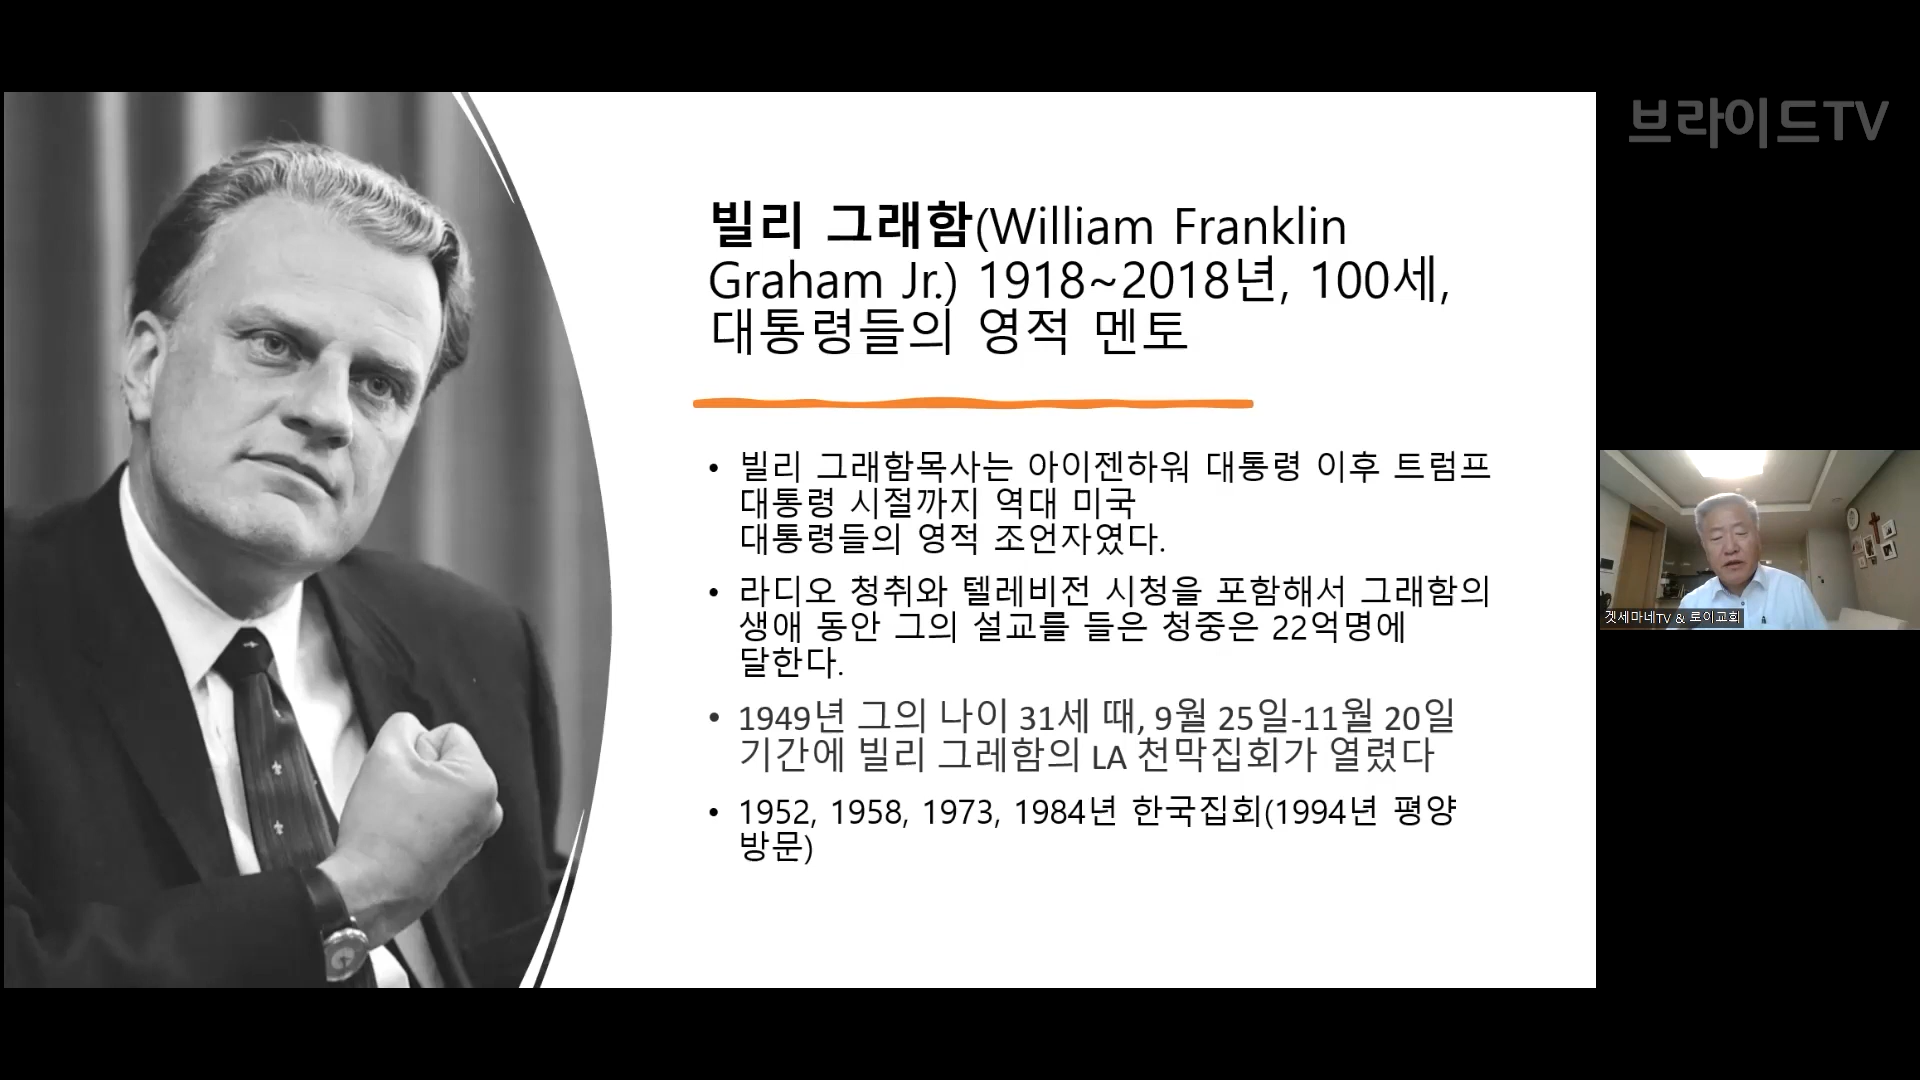 브라이드TV
빌리 그래함(William Franklin
Graham Jr.) 1918~2018년, 100세,
대통령들의 영적 멘토
• 빌리 그래함목사는 아이젠하워 대통령 이후 트럼프
대통령 시절까지 역대 미국
대통령들의 영적 조언자였다.
• 라디오 청취와 텔레비전 시청을 포함해서 그래함의
생애 동안 그의 설교를 들은 청중은 22억명에
달한다.
• 1949년 그의 나이 31세 때, 9월 25일-11월 20일
기간에 빌리 그레함의 LA 천막집회가 열렸다
• 1952, 1958, 1973, 1984년 한국집회(1994년 평양
방문)
겟세마네TV & 로이교회